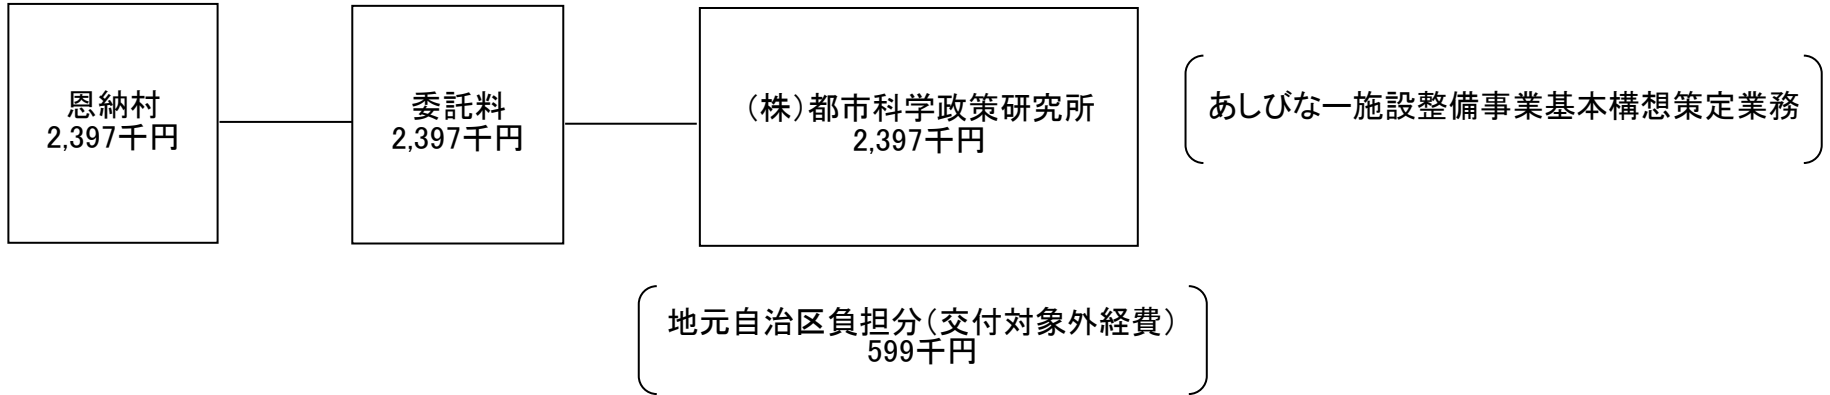 恩納村
2,397千円
委託料
2,397千円
（株）都市科学政策研究所
2,397千円
あしびなー施設整備事業基本構想策定業務
地元自治区負担分（交付対象外経費）
599千円